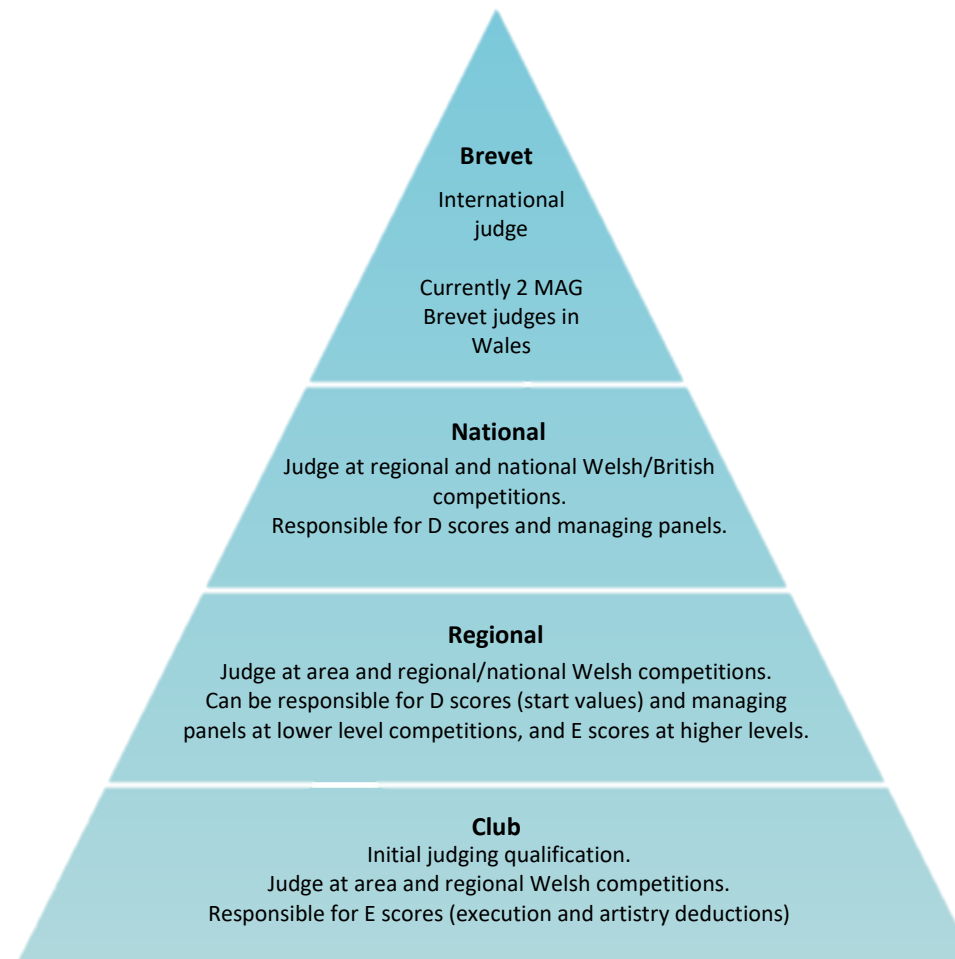 Brevet
International
judge
Currently 2 MAG
Brevet judges in
Wales
National
Judge at regional and national Welsh/British
competitions.
Responsible for D scores and managing panels.
Regional
Judge at area and regional/national Welsh competitions.
Can be responsible for D scores (start values) and managing
panels at lower level competitions, and E scores at higher levels.
Club
Initial judging qualification.
Judge at area and regional Welsh competitions.
Responsible for E scores (execution and artistry deductions)